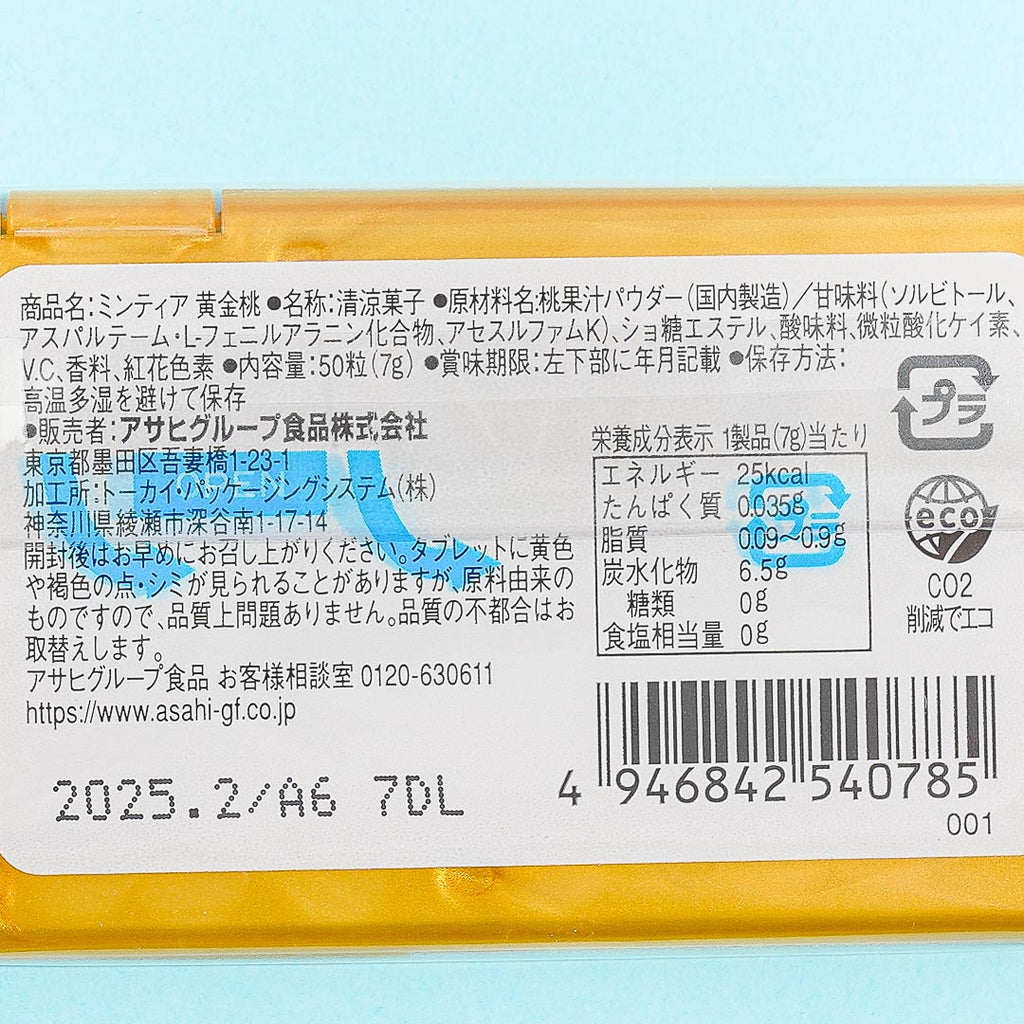 商品名:ミンティア 黄金桃 ●名称:清涼菓子 ●原材料名:桃果汁パウダー(国内製造)/甘味料(ソルビトール、
アスパルテーム・L-フェニルアラニン化合物、アセスルファムK)、ショ糖エステル、酸味料、微粒酸化ケイ素、
V.C、香料、紅花色素 ●内容量:50粒(7g) ●賞味期限:左下部に年月記載 ●保存方法:
高温多湿を避けて保存
●販売者:アサヒグループ食品株式会社
東京都墨田区吾妻橋1-23-1
加工所:トーカイ・パッケージングシステム(株)
神奈川県綾瀬市深谷南1-17-14
開封後はお早めにお召し上がりください。タブレットに黄色
や褐色の点・シミが見られることがありますが、原料由来の
ものですので、品質上問題ありません。品質の不都合はお
取替えします。
アサヒグループ食品 お客様相談室 0120-630611
https://www.asahi-gf.co.jp
2025.2/A6 7DL
栄養成分表示 1製品(7g)当たり
エネルギー 25kcal
たんぱく質 0.035g
脂質 0.09~0.9g
炭水化物 6.5g
糖類 0g
食塩相当量 0g
プラ
eco
CO2
削減でエコ
4 946842 540785
001